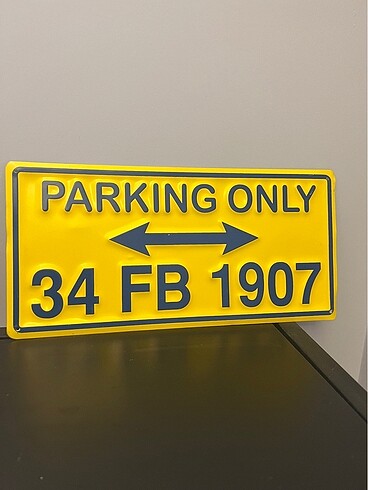 PARKING ONLY
34 FB 1907